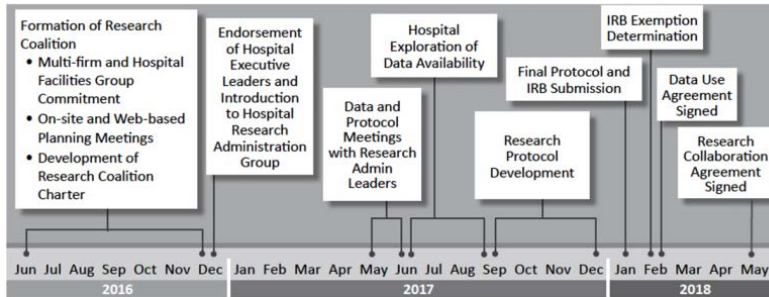 Formation of Research
Coalition
• Multi-firm and Hospital
Facilities Group
Commitment
• On-site and Web-based
Planning Meetings
• Development of
Research Coalition
Charter
Endorsement
of Hospital
Executive
Leaders and
Introduction
to Hospital
Research
Administration
Group
Data and
Protocol
Meetings
with Research
Admin
Leaders
Hospital
Exploration of
Data Availability
Research
Protocol
Development
Final Protocol and
IRB Submission
IRB Exemption
Determination
Data Use
Agreement
Signed
Research
Collaboration
Agreement
Signed
Jun Jul Aug Sep Oct Nov Dec Jan Feb Mar Apr May Jun Jul Aug Sep Oct Nov Dec Jan Feb Mar Apr May
2016 2017 2018